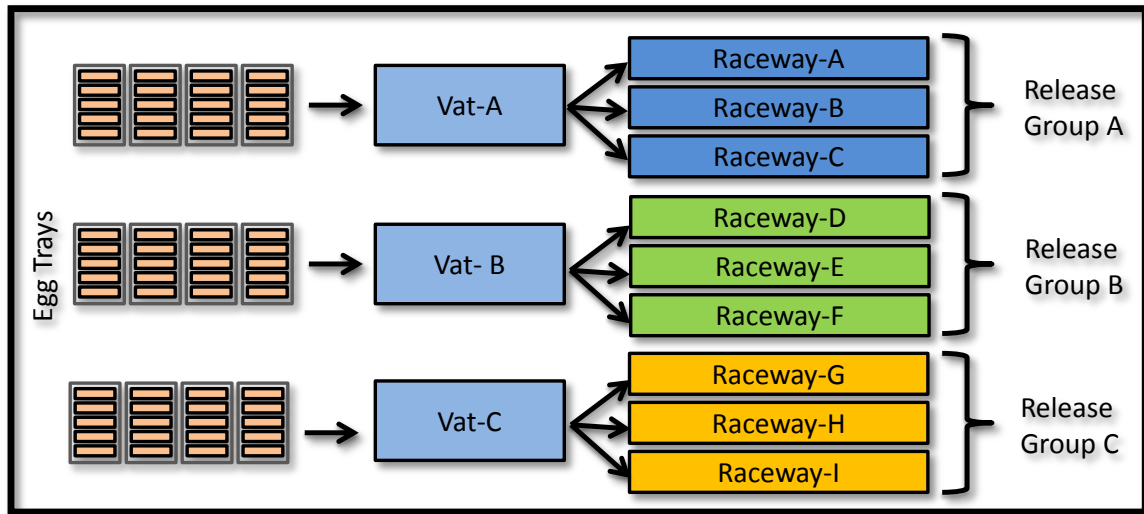 Egg Trays
Vat-A
Raceway-A
Raceway-B
Raceway-C
Release
Group A
Vat- B
Raceway-D
Raceway-E
Raceway-F
Release
Group B
Vat-C
Raceway-G
Raceway-H
Raceway-I
Release
Group C